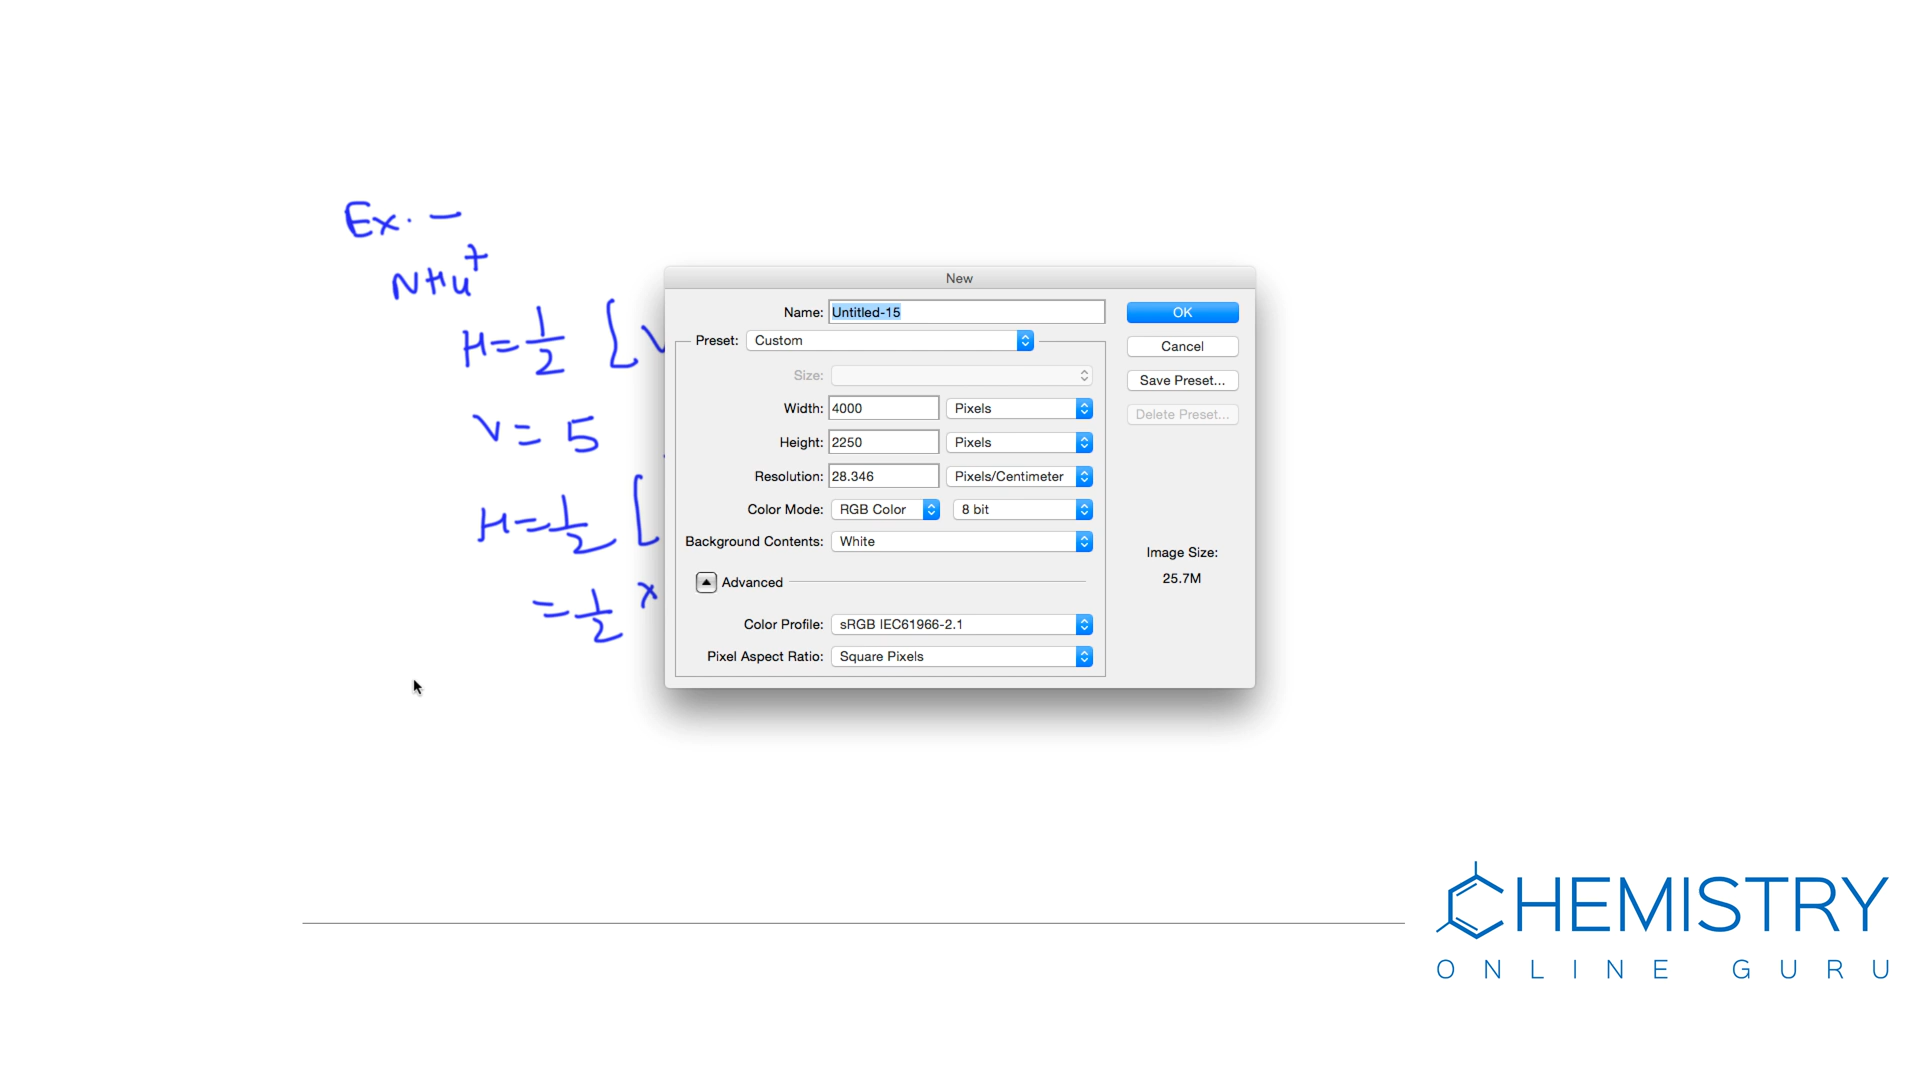 Ex. -
NH4+
H = 1/2 [ V
V = 5
H = 1/2 [
= 1/2 x
New
Name: Untitled-15
OK
Preset: Custom
Cancel
Size:
Save Preset...
Width: 4000 Pixels
Delete Preset...
Height: 2250 Pixels
Resolution: 28.346 Pixels/Centimeter
Color Mode: RGB Color 8 bit
Background Contents: White
Image Size:
25.7M
Advanced
Color Profile: sRGB IEC61966-2.1
Pixel Aspect Ratio: Square Pixels
CHEMISTRY
ONLINE GURU